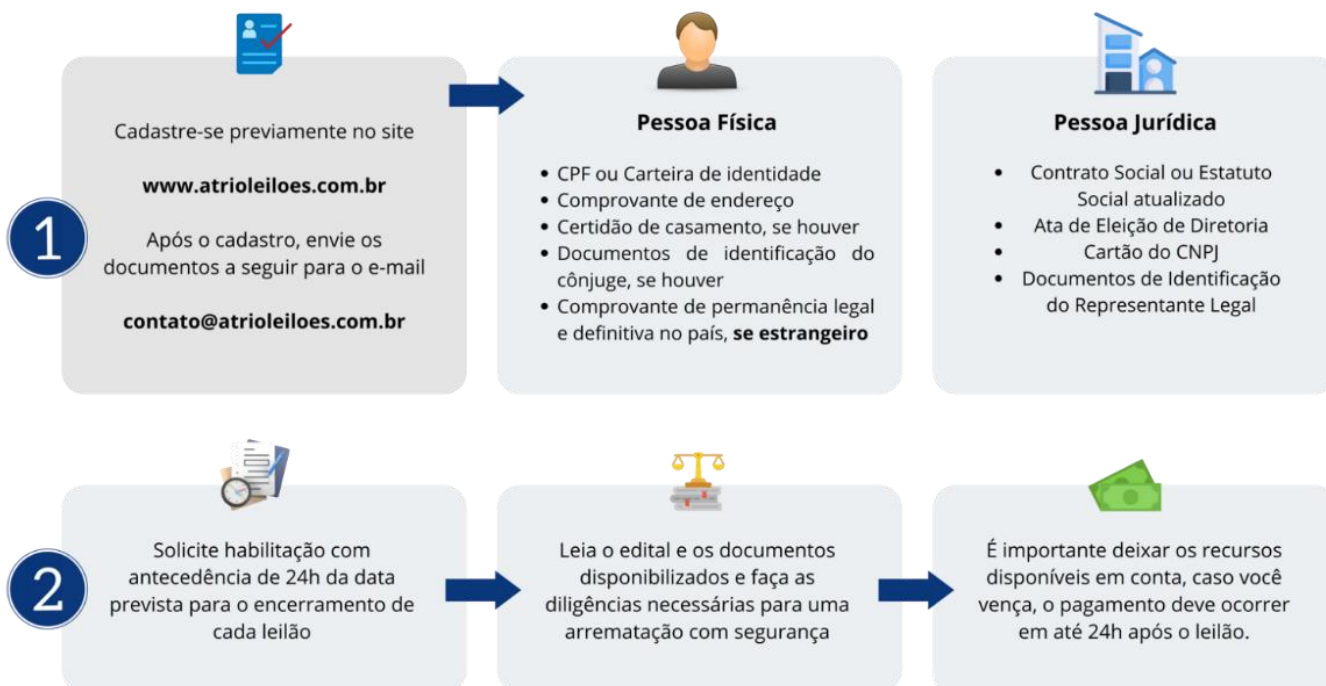 1
Cadastre-se previamente no site
www.atrioleiloes.com.br
Após o cadastro, envie os
documentos a seguir para o e-mail
contato@atrioleiloes.com.br
Pessoa Física
• CPF ou Carteira de identidade
• Comprovante de endereço
• Certidão de casamento, se houver
• Documentos de identificação do
cônjuge, se houver
• Comprovante de permanência legal
e definitiva no país, se estrangeiro
Pessoa Jurídica
• Contrato Social ou Estatuto
Social atualizado
• Ata de Eleição de Diretoria
• Cartão do CNPJ
• Documentos de Identificação
do Representante Legal
2
Solicite habilitação com
antecedência de 24h da data
prevista para o encerramento de
cada leilão
Leia o edital e os documentos
disponibilizados e faça as
diligências necessárias para uma
arrematação com segurança
É importante deixar os recursos
disponíveis em conta, caso você
vença, o pagamento deve ocorrer
em até 24h após o leilão.